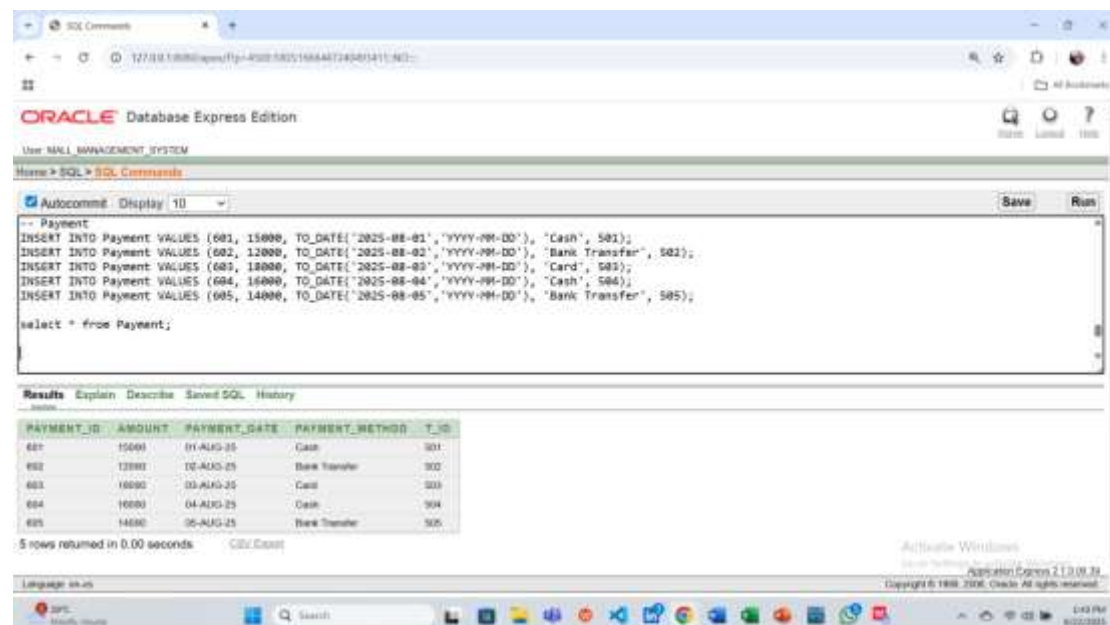 SQL Commands
All Bookmarks
ORACLE Database Express Edition
Home Logout Help
User: MALL_MANAGEMENT_SYSTEM
Home > SQL > SQL Commands
Autocommit Display 10 Save Run
-- Payment
INSERT INTO Payment VALUES (601, 15000, TO_DATE('2025-08-01','YYYY-MM-DD'), 'Cash', 501);
INSERT INTO Payment VALUES (602, 12000, TO_DATE('2025-08-02','YYYY-MM-DD'), 'Bank Transfer', 502);
INSERT INTO Payment VALUES (603, 18000, TO_DATE('2025-08-03','YYYY-MM-DD'), 'Card', 503);
INSERT INTO Payment VALUES (604, 16000, TO_DATE('2025-08-04','YYYY-MM-DD'), 'Cash', 504);
INSERT INTO Payment VALUES (605, 14000, TO_DATE('2025-08-05','YYYY-MM-DD'), 'Bank Transfer', 505);
select * from Payment;
Results Explain Describe Saved SQL History
PAYMENT_ID AMOUNT PAYMENT_DATE PAYMENT_METHOD T_ID
601 15000 01-AUG-25 Cash 501
602 12000 02-AUG-25 Bank Transfer 502
603 18000 03-AUG-25 Card 503
604 16000 04-AUG-25 Cash 504
605 14000 05-AUG-25 Bank Transfer 505
5 rows returned in 0.00 seconds CSV Export
Activate Windows
Application Express 2.1.0.00.39
Language: en-us Copyright © 1999, 2006, Oracle. All rights reserved.
Search